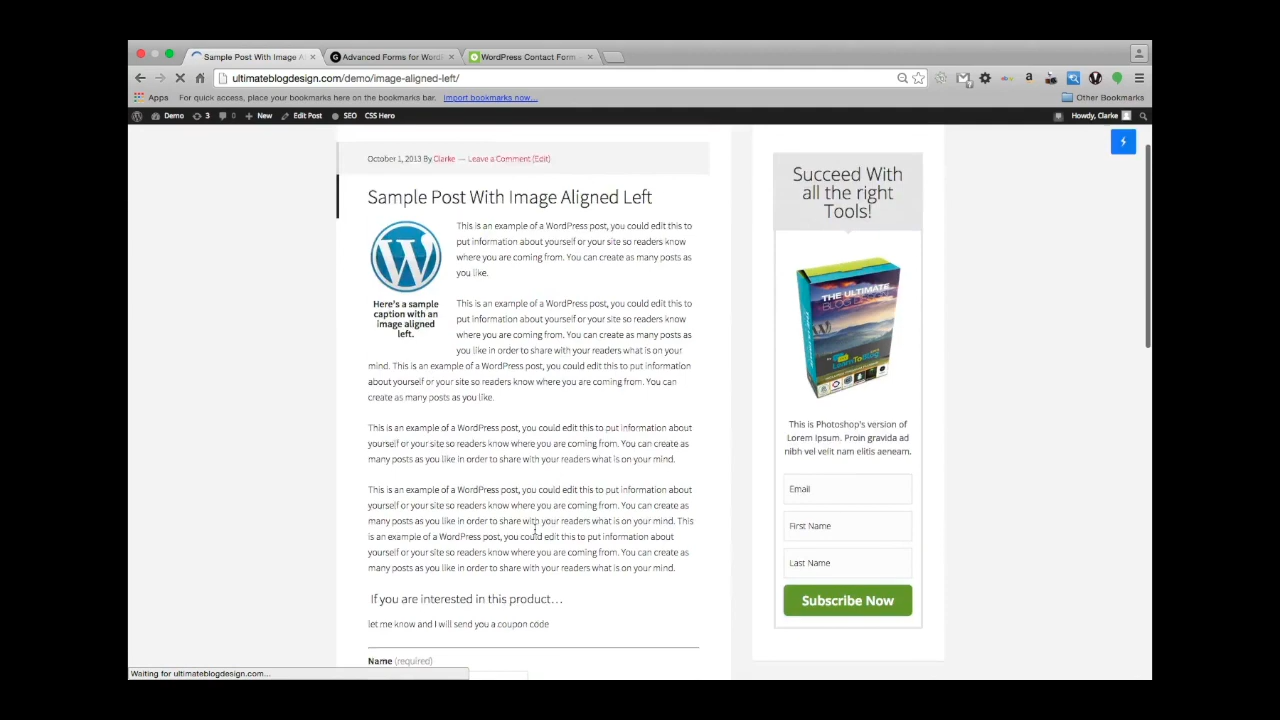 Sample Post With Image A
Advanced Forms for Word
WordPress Contact Form
ultimateblogdesign.com/demo/image-aligned-left/
Apps
For quick access, place your bookmarks here on the bookmarks bar.
Import bookmarks now...
Other Bookmarks
Demo
3
0
New
Edit Post
SEO
CSS Hero
Howdy, Clarke
October 1, 2013 By Clarke — Leave a Comment (Edit)
Sample Post With Image Aligned Left
Here's a sample
caption with an
image aligned
left.
This is an example of a WordPress post, you could edit this to
put information about yourself or your site so readers know
where you are coming from. You can create as many posts as
you like.
This is an example of a WordPress post, you could edit this to
put information about yourself or your site so readers know
where you are coming from. You can create as many posts as
you like in order to share with your readers what is on your
mind. This is an example of a WordPress post, you could edit this to put information
about yourself or your site so readers know where you are coming from. You can
create as many posts as you like.
This is an example of a WordPress post, you could edit this to put information about
yourself or your site so readers know where you are coming from. You can create as
many posts as you like in order to share with your readers what is on your mind.
This is an example of a WordPress post, you could edit this to put information about
yourself or your site so readers know where you are coming from. You can create as
many posts as you like in order to share with your readers what is on your mind. This
is an example of a WordPress post, you could edit this to put information about
yourself or your site so readers know where you are coming from. You can create as
many posts as you like in order to share with your readers what is on your mind.
If you are interested in this product…
let me know and I will send you a coupon code
Name (required)
Succeed With
all the right
Tools!
THE ULTIMATE
BLOG DESIGN
This is Photoshop's version of
Lorem Ipsum. Proin gravida ad
nibh vel velit nam elitis aeneam.
Email
First Name
Last Name
Subscribe Now
Waiting for ultimateblogdesign.com...